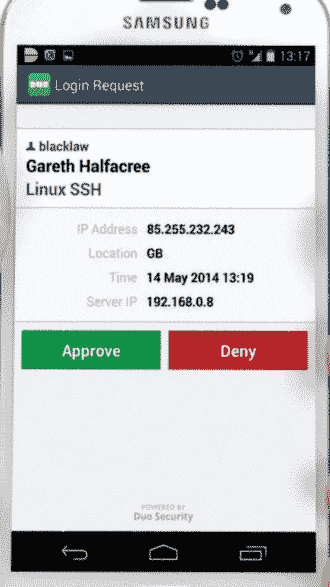 SAMSUNG
13:17
DUO Login Request
blacklaw
Gareth Halfacree
Linux SSH
IP Address 85.255.232.243
Location GB
Time 14 May 2014 13:19
Server IP 192.168.0.8
Approve Deny
POWERED BY
Duo Security